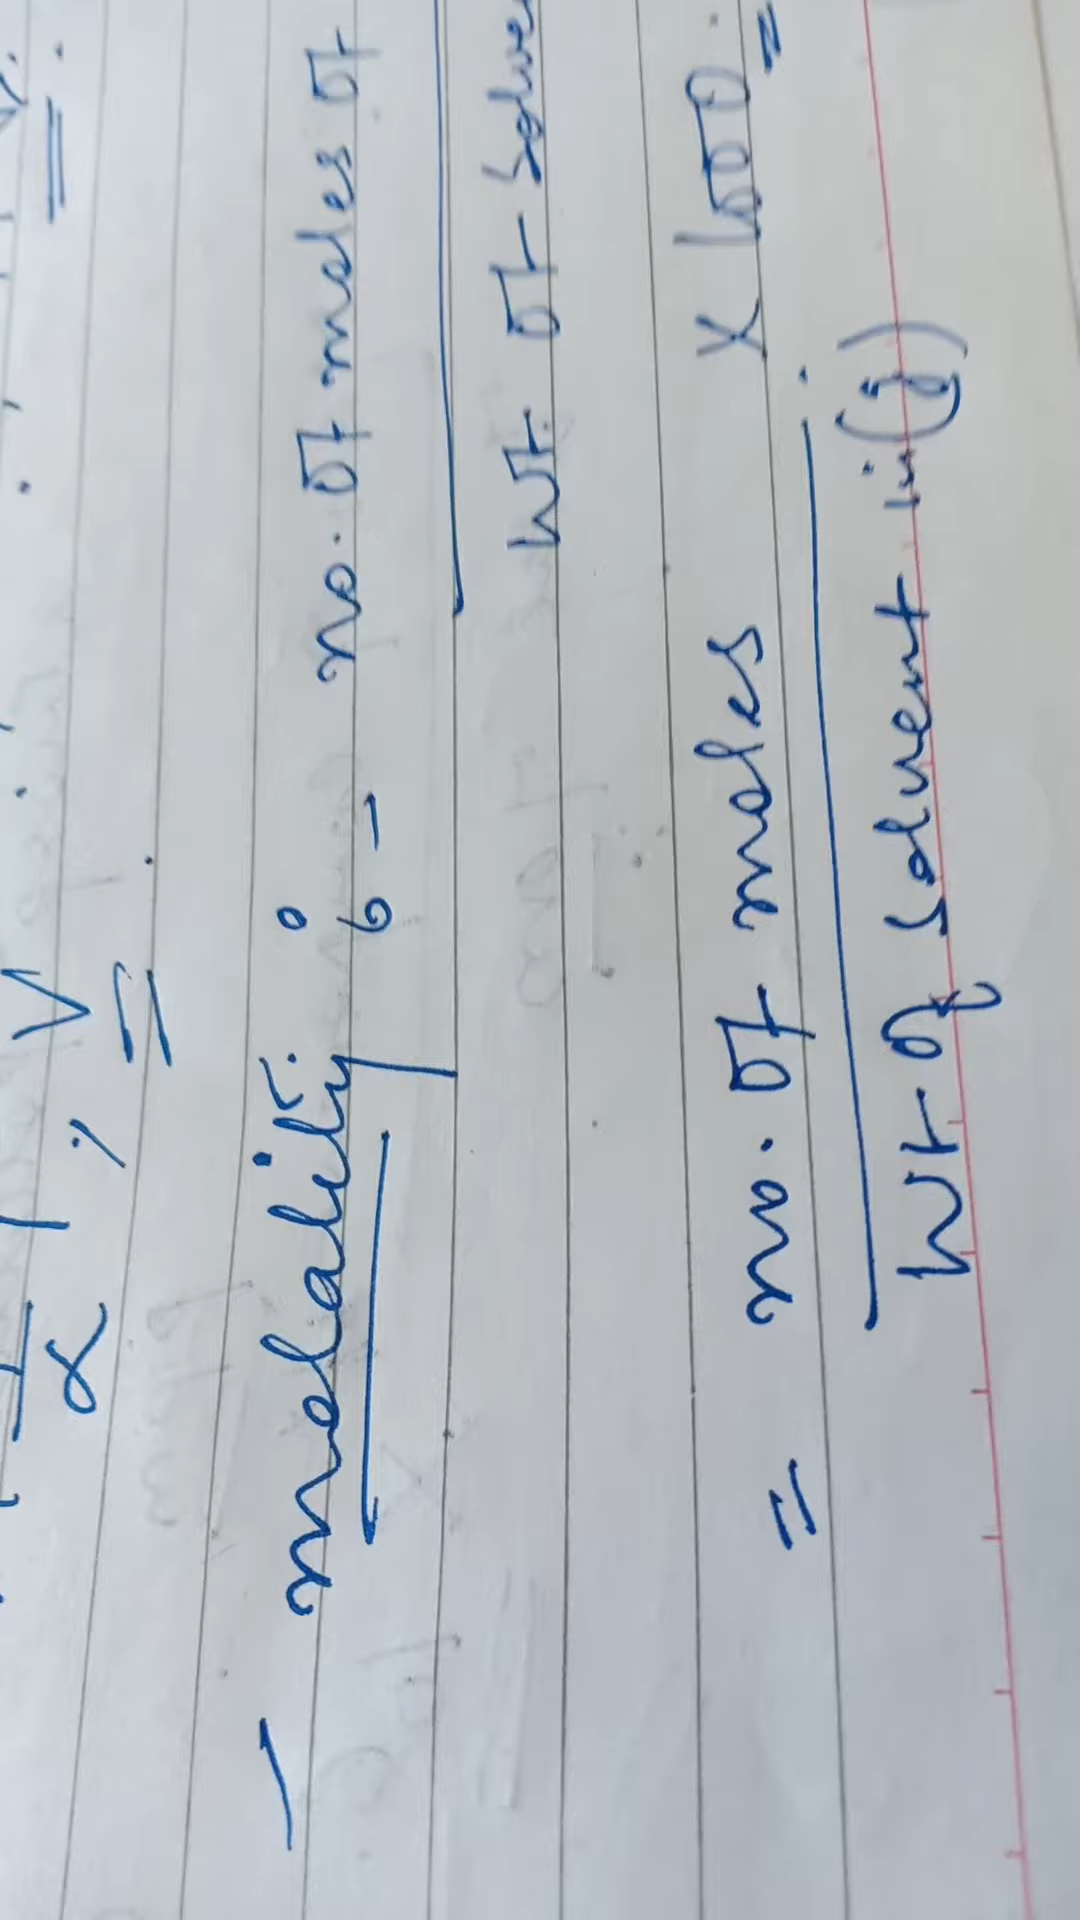 - molality :- no. of moles of
wt. of solve
= no. of moles X 1000 =
wt of solvent in (g)